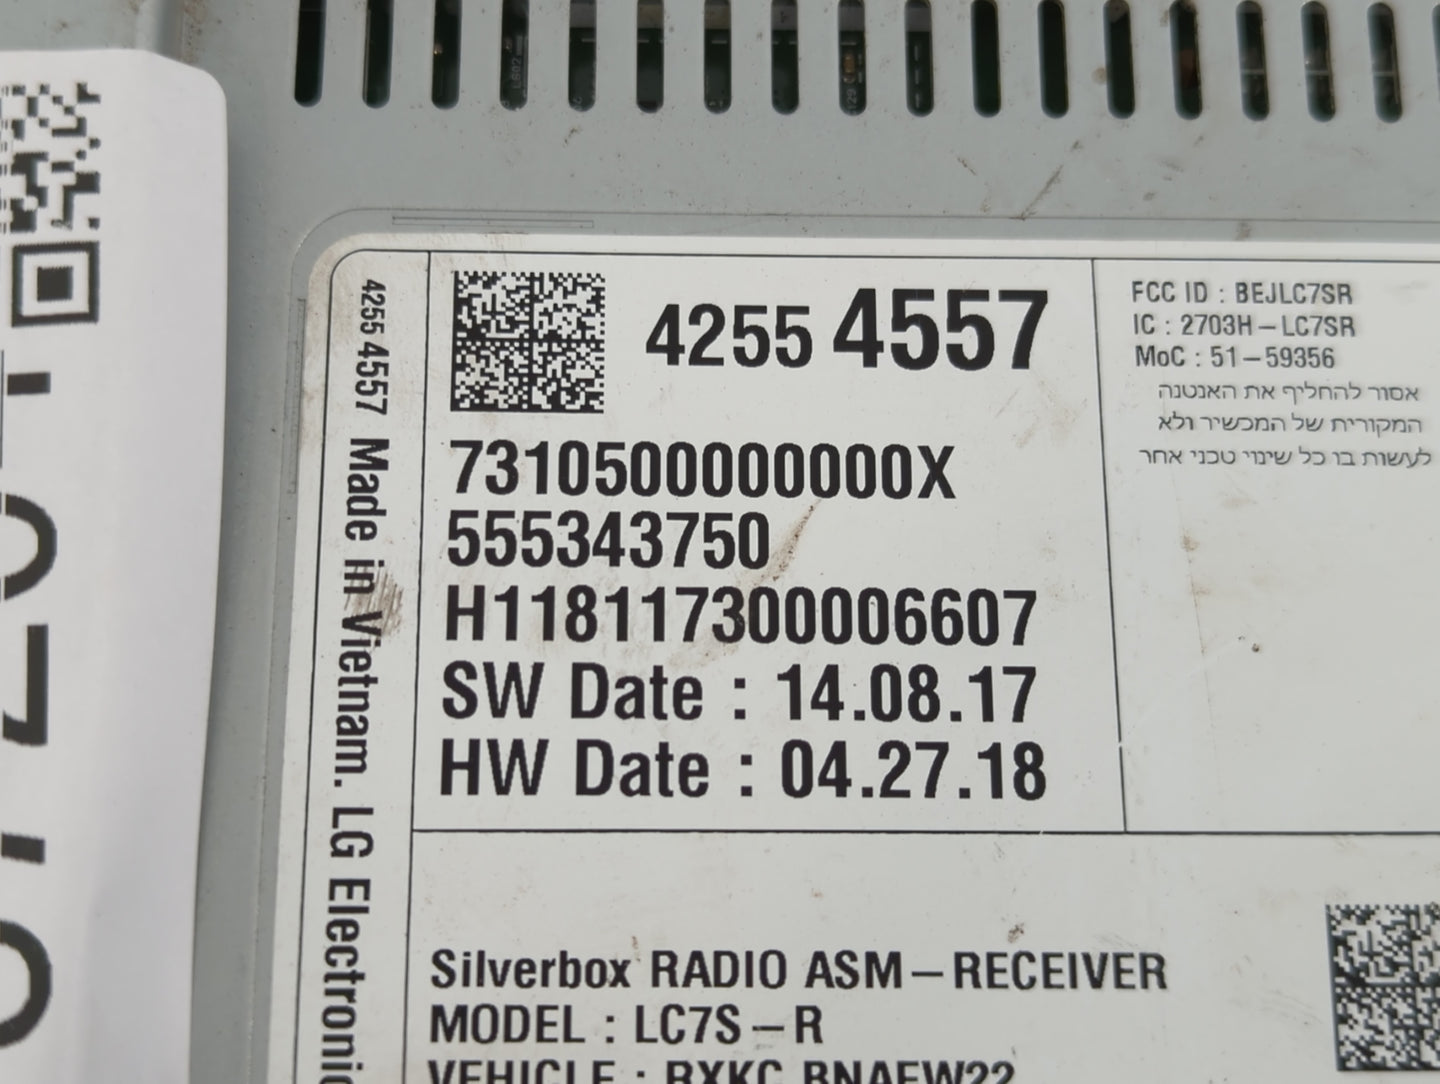 4255 4557
7310500000000X
555343750
H118117300006607
SW Date : 14.08.17
HW Date : 04.27.18
FCC ID : BEJLC7SR
IC : 2703H-LC7SR
MoC : 51-59356
אסור להחליף את האנטנה
המקורית של המכשיר ולא
לעשות בו כל שינוי טכני אחר
4255 4557 Made in Vietnam. LG Electronic
Silverbox RADIO ASM-RECEIVER
MODEL : LC7S-R
VEHICLE :